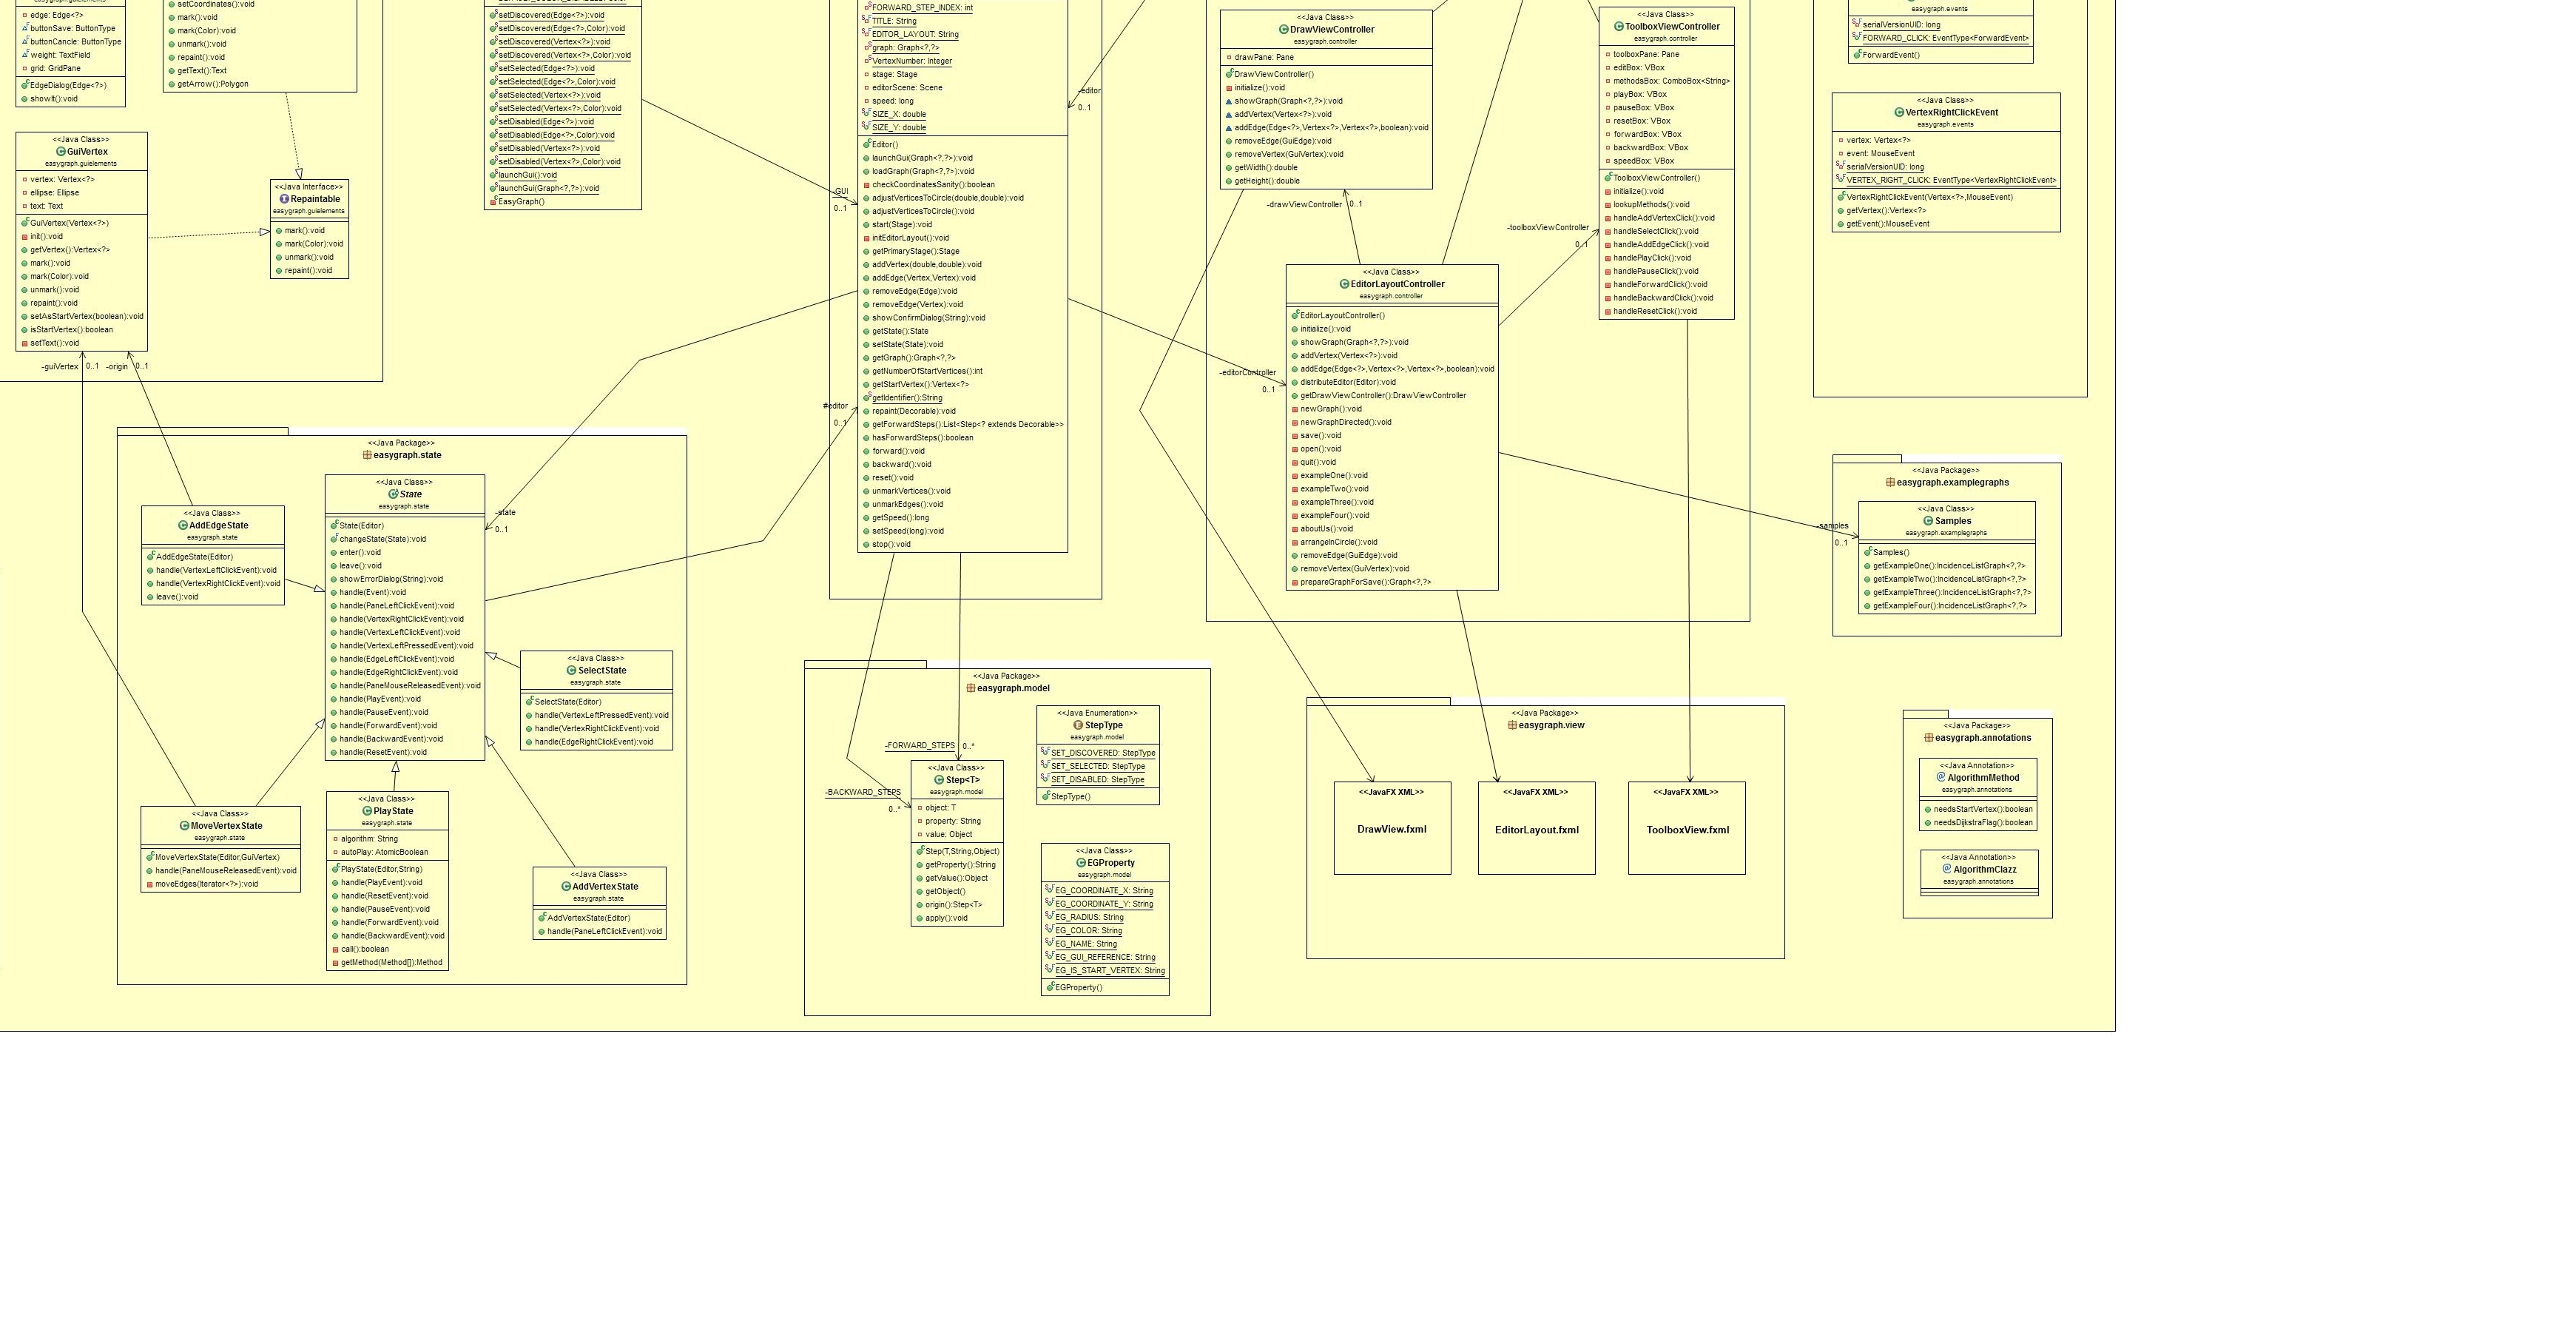 edge: Edge<?>
buttonSave: ButtonType
buttonCancle: ButtonType
weight: TextField
grid: GridPane
EdgeDialog(Edge<?>)
showIt():void
setCoordinates():void
mark():void
mark(Color):void
unmark():void
repaint():void
getText():Text
getArrow():Polygon
<<Java Class>>
GuiVertex
easygraph.guielements
vertex: Vertex<?>
ellipse: Ellipse
text: Text
GuiVertex(Vertex<?>)
init():void
getVertex():Vertex<?>
mark():void
mark(Color):void
unmark():void
repaint():void
setAsStartVertex(boolean):void
isStartVertex():boolean
setText():void
<<Java Interface>>
Repaintable
easygraph.guielements
mark():void
mark(Color):void
unmark():void
repaint():void
-guiVertex
0..1
-origin
0..1
setDiscovered(Edge<?>):void
setDiscovered(Edge<?>,Color):void
setDiscovered(Vertex<?>):void
setDiscovered(Vertex<?>,Color):void
setSelected(Edge<?>):void
setSelected(Edge<?>,Color):void
setSelected(Vertex<?>):void
setSelected(Vertex<?>,Color):void
setDisabled(Edge<?>):void
setDisabled(Edge<?>,Color):void
setDisabled(Vertex<?>):void
setDisabled(Vertex<?>,Color):void
launchGui():void
launchGui(Graph<?,?>):void
EasyGraph()
-GUI
0..1
FORWARD_STEP_INDEX: int
TITLE: String
EDITOR_LAYOUT: String
graph: Graph<?,?>
VertexNumber: Integer
stage: Stage
editorScene: Scene
speed: long
SIZE_X: double
SIZE_Y: double
Editor()
launchGui(Graph<?,?>):void
loadGraph(Graph<?,?>):void
checkCoordinatesSanity():boolean
adjustVerticesToCircle(double,double):void
adjustVerticesToCircle():void
start(Stage):void
initEditorLayout():void
getPrimaryStage():Stage
addVertex(double,double):void
addEdge(Vertex,Vertex):void
removeEdge(Edge):void
removeEdge(Vertex):void
showConfirmDialog(String):void
getState():State
setState(State):void
getGraph():Graph<?,?>
getNumberOfStartVertices():int
getStartVertex():Vertex<?>
getIdentifier():String
repaint(Decorable):void
getForwardSteps():List<Step<? extends Decorable>>
hasForwardSteps():boolean
forward():void
backward():void
reset():void
unmarkVertices():void
unmarkEdges():void
getSpeed():long
setSpeed(long):void
stop():void
-editor
0..1
#editor
0..1
<<Java Class>>
DrawViewController
easygraph.controller
drawPane: Pane
DrawViewController()
initialize():void
showGraph(Graph<?,?>):void
addVertex(Vertex<?>):void
addEdge(Edge<?>,Vertex<?>,Vertex<?>,boolean):void
removeEdge(GuiEdge):void
removeVertex(GuiVertex):void
getWidth():double
getHeight():double
-drawViewController
0..1
<<Java Class>>
ToolboxViewController
easygraph.controller
toolboxPane: Pane
editBox: VBox
methodsBox: ComboBox<String>
playBox: VBox
pauseBox: VBox
resetBox: VBox
forwardBox: VBox
backwardBox: VBox
speedBox: VBox
ToolboxViewController()
initialize():void
lookupMethods():void
handleAddVertexClick():void
handleSelectClick():void
handleAddEdgeClick():void
handlePlayClick():void
handlePauseClick():void
handleForwardClick():void
handleBackwardClick():void
handleResetClick():void
-toolboxViewController
0..1
<<Java Class>>
EditorLayoutController
easygraph.controller
EditorLayoutController()
initialize():void
showGraph(Graph<?,?>):void
addVertex(Vertex<?>):void
addEdge(Edge<?>,Vertex<?>,Vertex<?>,boolean):void
distributeEditor(Editor):void
getDrawViewController():DrawViewController
newGraph():void
newGraphDirected():void
save():void
open():void
quit():void
exampleOne():void
exampleTwo():void
exampleThree():void
exampleFour():void
aboutUs():void
arrangeInCircle():void
removeEdge(GuiEdge):void
removeVertex(GuiVertex):void
prepareGraphForSave():Graph<?,?>
-editorController
0..1
easygraph.events
serialVersionUID: long
FORWARD_CLICK: EventType<ForwardEvent>
ForwardEvent()
<<Java Class>>
VertexRightClickEvent
easygraph.events
vertex: Vertex<?>
event: MouseEvent
serialVersionUID: long
VERTEX_RIGHT_CLICK: EventType<VertexRightClickEvent>
VertexRightClickEvent(Vertex<?>,MouseEvent)
getVertex():Vertex<?>
getEvent():MouseEvent
<<Java Package>>
easygraph.examplegraphs
<<Java Class>>
Samples
easygraph.examplegraphs
Samples()
getExampleOne():IncidenceListGraph<?,?>
getExampleTwo():IncidenceListGraph<?,?>
getExampleThree():IncidenceListGraph<?,?>
getExampleFour():IncidenceListGraph<?,?>
-samples
0..1
<<Java Package>>
easygraph.state
<<Java Class>>
State
easygraph.state
State(Editor)
changeState(State):void
enter():void
leave():void
showErrorDialog(String):void
handle(Event):void
handle(PaneLeftClickEvent):void
handle(VertexRightClickEvent):void
handle(VertexLeftClickEvent):void
handle(VertexLeftPressedEvent):void
handle(EdgeLeftClickEvent):void
handle(EdgeRightClickEvent):void
handle(PaneMouseReleasedEvent):void
handle(PlayEvent):void
handle(PauseEvent):void
handle(ForwardEvent):void
handle(BackwardEvent):void
handle(ResetEvent):void
-state
0..1
<<Java Class>>
AddEdgeState
easygraph.state
AddEdgeState(Editor)
handle(VertexLeftClickEvent):void
handle(VertexRightClickEvent):void
leave():void
<<Java Class>>
SelectState
easygraph.state
SelectState(Editor)
handle(VertexLeftPressedEvent):void
handle(VertexRightClickEvent):void
handle(EdgeRightClickEvent):void
<<Java Class>>
MoveVertexState
easygraph.state
MoveVertexState(Editor,GuiVertex)
handle(PaneMouseReleasedEvent):void
moveEdges(Iterator<?>):void
<<Java Class>>
PlayState
easygraph.state
algorithm: String
autoPlay: AtomicBoolean
PlayState(Editor,String)
handle(PlayEvent):void
handle(ResetEvent):void
handle(PauseEvent):void
handle(ForwardEvent):void
handle(BackwardEvent):void
call():boolean
getMethod(Method[]):Method
<<Java Class>>
AddVertexState
easygraph.state
AddVertexState(Editor)
handle(PaneLeftClickEvent):void
<<Java Package>>
easygraph.model
-FORWARD_STEPS
0..*
-BACKWARD_STEPS
0..*
<<Java Class>>
Step<T>
easygraph.model
object: T
property: String
value: Object
Step(T,String,Object)
getProperty():String
getValue():Object
getObject()
origin():Step<T>
apply():void
<<Java Enumeration>>
StepType
easygraph.model
SET_DISCOVERED: StepType
SET_SELECTED: StepType
SET_DISABLED: StepType
StepType()
<<Java Class>>
EGProperty
easygraph.model
EG_COORDINATE_X: String
EG_COORDINATE_Y: String
EG_RADIUS: String
EG_COLOR: String
EG_NAME: String
EG_GUI_REFERENCE: String
EG_IS_START_VERTEX: String
EGProperty()
<<Java Package>>
easygraph.view
<<JavaFX XML>>
DrawView.fxml
<<JavaFX XML>>
EditorLayout.fxml
<<JavaFX XML>>
ToolboxView.fxml
<<Java Package>>
easygraph.annotations
<<Java Annotation>>
AlgorithmMethod
easygraph.annotations
needsStartVertex():boolean
needsDijkstraFlag():boolean
<<Java Annotation>>
AlgorithmClazz
easygraph.annotations